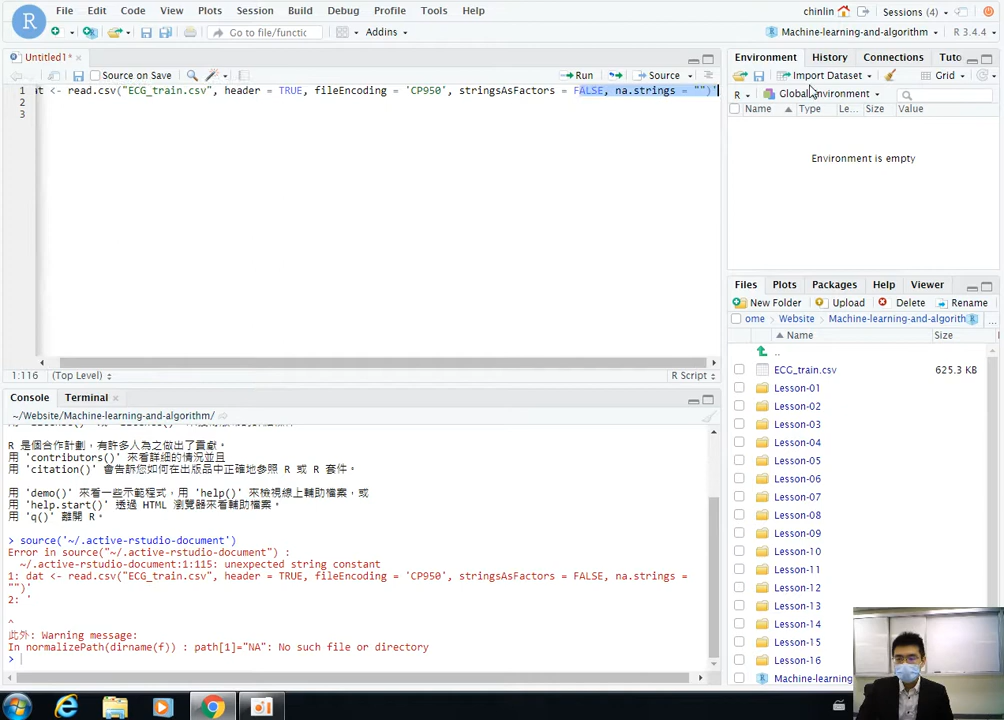 File Edit Code View Plots Session Build Debug Profile Tools Help
chinlin Sessions (4)
Go to file/functic Addins
Machine-learning-and-algorithm R 3.4.4
Untitled1*
Environment History Connections Tuto
Source on Save Run Source
Import Dataset Grid
1 at <- read.csv("ECG_train.csv", header = TRUE, fileEncoding = 'CP950', stringsAsFactors = FALSE, na.strings = "")'
2
3
R Global Environment
Name Type Le... Size Value
Environment is empty
Files Plots Packages Help Viewer
New Folder Upload Delete Rename
ome Website Machine-learning-and-algorith ...
Name Size
..
ECG_train.csv 625.3 KB
Lesson-01
Lesson-02
Lesson-03
Lesson-04
Lesson-05
Lesson-06
Lesson-07
Lesson-08
Lesson-09
Lesson-10
Lesson-11
Lesson-12
Lesson-13
Lesson-14
Lesson-15
Lesson-16
Machine-learning
1:116 (Top Level) R Script
Console Terminal
~/Website/Machine-learning-and-algorithm/
R 是個合作計劃，有許多人為之做出了貢獻。
用 'contributors()' 來看詳細的情況並且
用 'citation()' 會告訴您如何在出版品中正確地參照 R 或 R 套件。
用 'demo()' 來看一些示範程式，用 'help()' 來檢視線上輔助檔案，或
用 'help.start()' 透過 HTML 瀏覽器來看輔助檔案。
用 'q()' 離開 R。
> source('~/.active-rstudio-document')
Error in source("~/.active-rstudio-document") :
~/.active-rstudio-document:1:115: unexpected string constant
1: dat <- read.csv("ECG_train.csv", header = TRUE, fileEncoding = 'CP950', stringsAsFactors = FALSE, na.strings =
"")'
2: '
^
此外: Warning message:
In normalizePath(dirname(f)) : path[1]="NA": No such file or directory
>